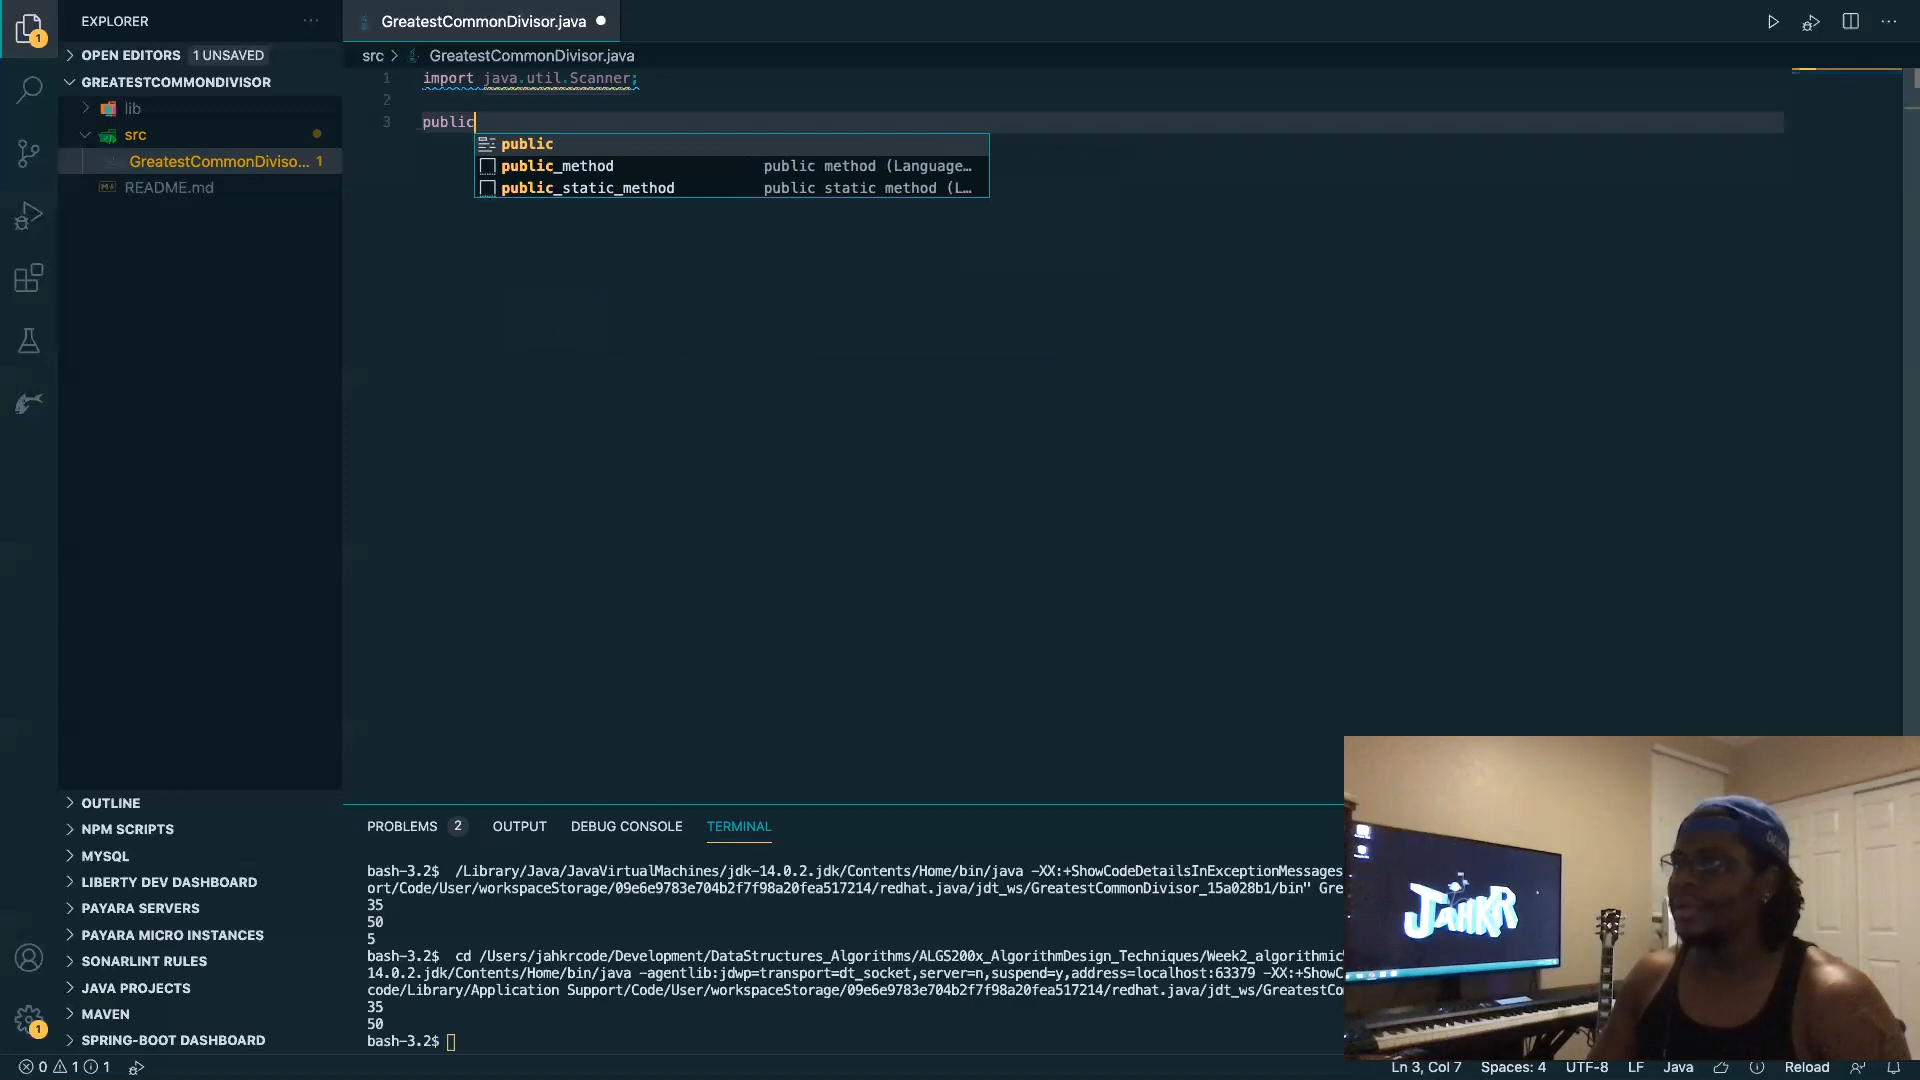 EXPLORER
OPEN EDITORS 1 UNSAVED
GREATESTCOMMONDIVISOR
lib
src
GreatestCommonDiviso... 1
README.md
OUTLINE
NPM SCRIPTS
MYSQL
LIBERTY DEV DASHBOARD
PAYARA SERVERS
PAYARA MICRO INSTANCES
SONARLINT RULES
JAVA PROJECTS
MAVEN
SPRING-BOOT DASHBOARD
1
1
GreatestCommonDivisor.java
src > GreatestCommonDivisor.java
1 import java.util.Scanner;
2
3 public
public
public_method public method (Language…
public_static_method public static method (L…
PROBLEMS 2 OUTPUT DEBUG CONSOLE TERMINAL
bash-3.2$ /Library/Java/JavaVirtualMachines/jdk-14.0.2.jdk/Contents/Home/bin/java -XX:+ShowCodeDetailsInExceptionMessages
ort/Code/User/workspaceStorage/09e6e9783e704b2f7f98a20fea517214/redhat.java/jdt_ws/GreatestCommonDivisor_15a028b1/bin" Gre
35
50
5
bash-3.2$ cd /Users/jahkrcode/Development/DataStructures_Algorithms/ALGS200x_AlgorithmDesign_Techniques/Week2_algorithmic
14.0.2.jdk/Contents/Home/bin/java -agentlib:jdwp=transport=dt_socket,server=n,suspend=y,address=localhost:63379 -XX:+ShowC
code/Library/Application Support/Code/User/workspaceStorage/09e6e9783e704b2f7f98a20fea517214/redhat.java/jdt_ws/GreatestCo
35
50
bash-3.2$
JAHKR
0 1 1
Ln 3, Col 7 Spaces: 4 UTF-8 LF Java Reload